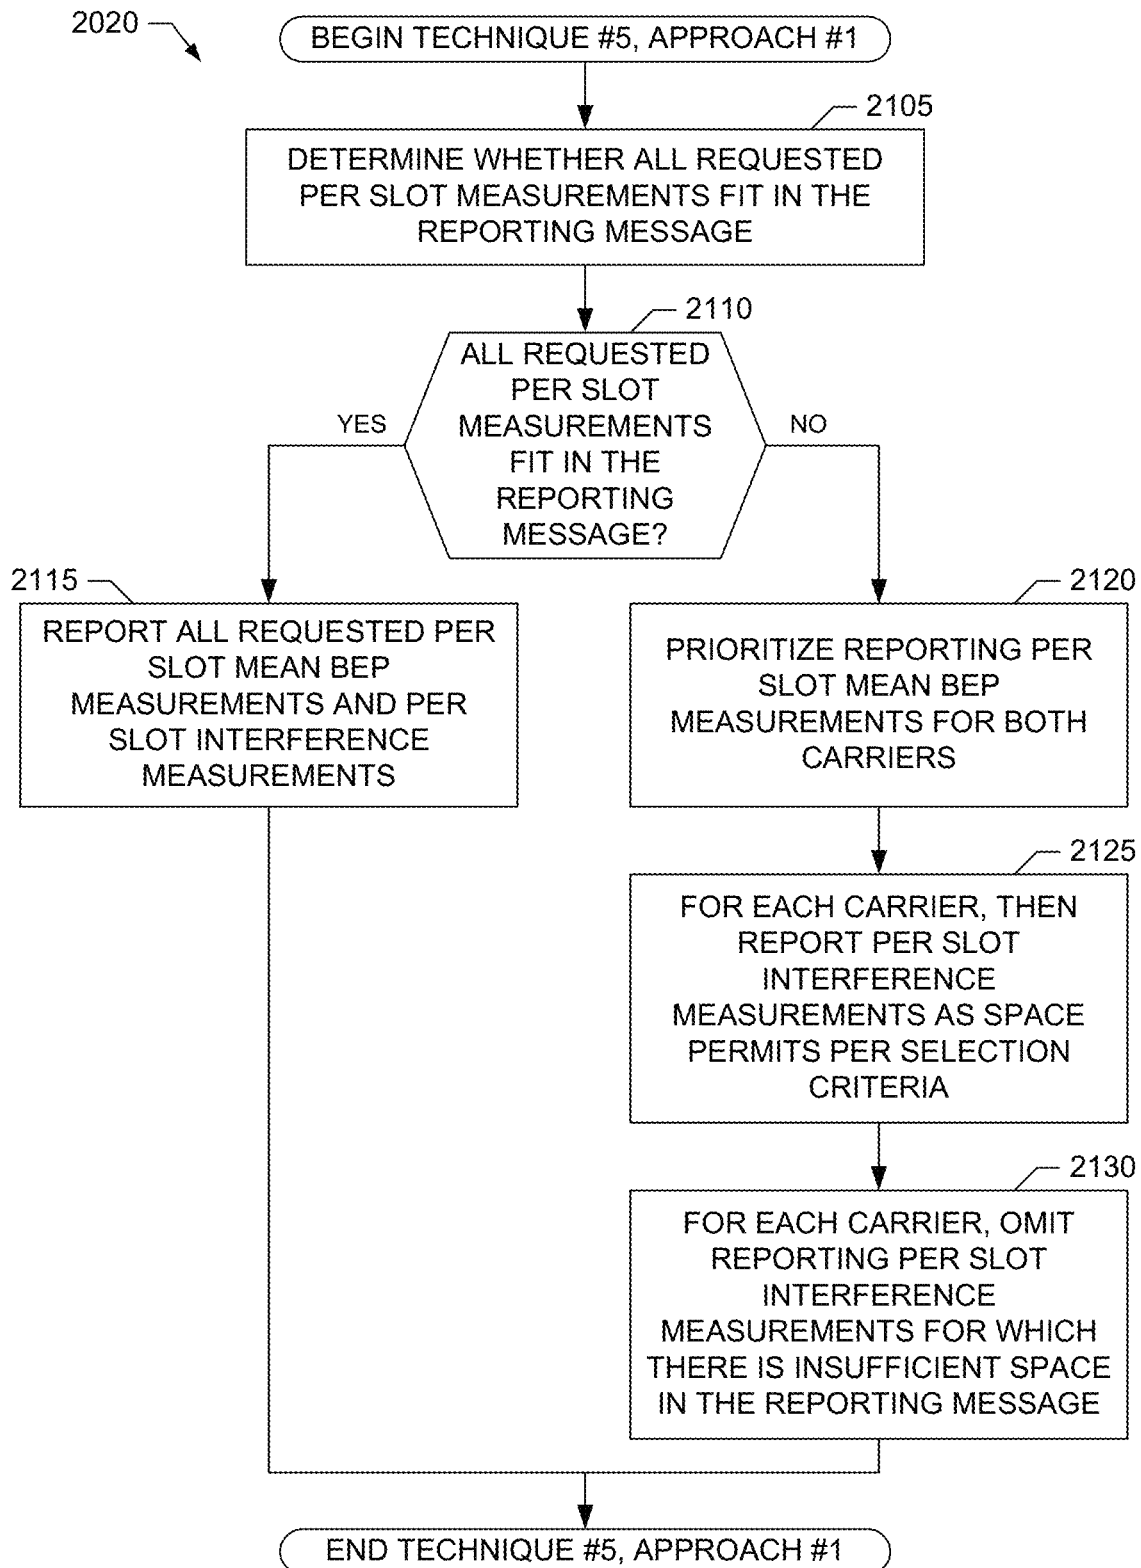 2020
BEGIN TECHNIQUE #5, APPROACH #1
2105
DETERMINE WHETHER ALL REQUESTED
PER SLOT MEASUREMENTS FIT IN THE
REPORTING MESSAGE
2110
ALL REQUESTED
PER SLOT
MEASUREMENTS
FIT IN THE
REPORTING
MESSAGE?
YES
NO
2115
REPORT ALL REQUESTED PER
SLOT MEAN BEP
MEASUREMENTS AND PER
SLOT INTERFERENCE
MEASUREMENTS
2120
PRIORITIZE REPORTING PER
SLOT MEAN BEP
MEASUREMENTS FOR BOTH
CARRIERS
2125
FOR EACH CARRIER, THEN
REPORT PER SLOT
INTERFERENCE
MEASUREMENTS AS SPACE
PERMITS PER SELECTION
CRITERIA
2130
FOR EACH CARRIER, OMIT
REPORTING PER SLOT
INTERFERENCE
MEASUREMENTS FOR WHICH
THERE IS INSUFFICIENT SPACE
IN THE REPORTING MESSAGE
END TECHNIQUE #5, APPROACH #1